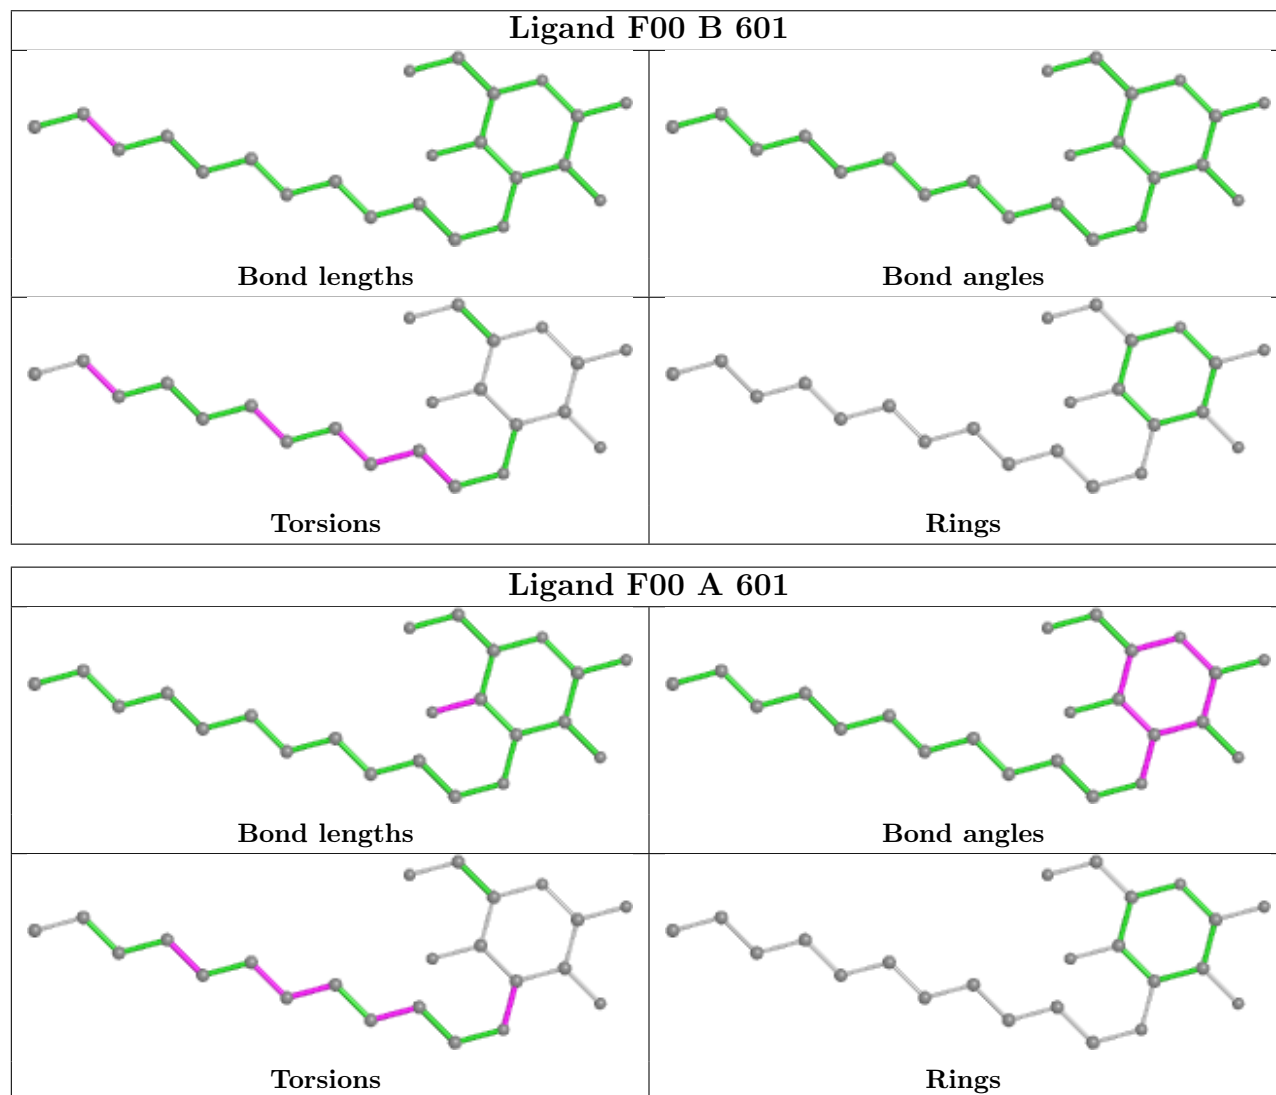 Ligand F00 B 601
Bond lengths
Bond angles
Torsions
Rings
Ligand F00 A 601
Bond lengths
Bond angles
Torsions
Rings